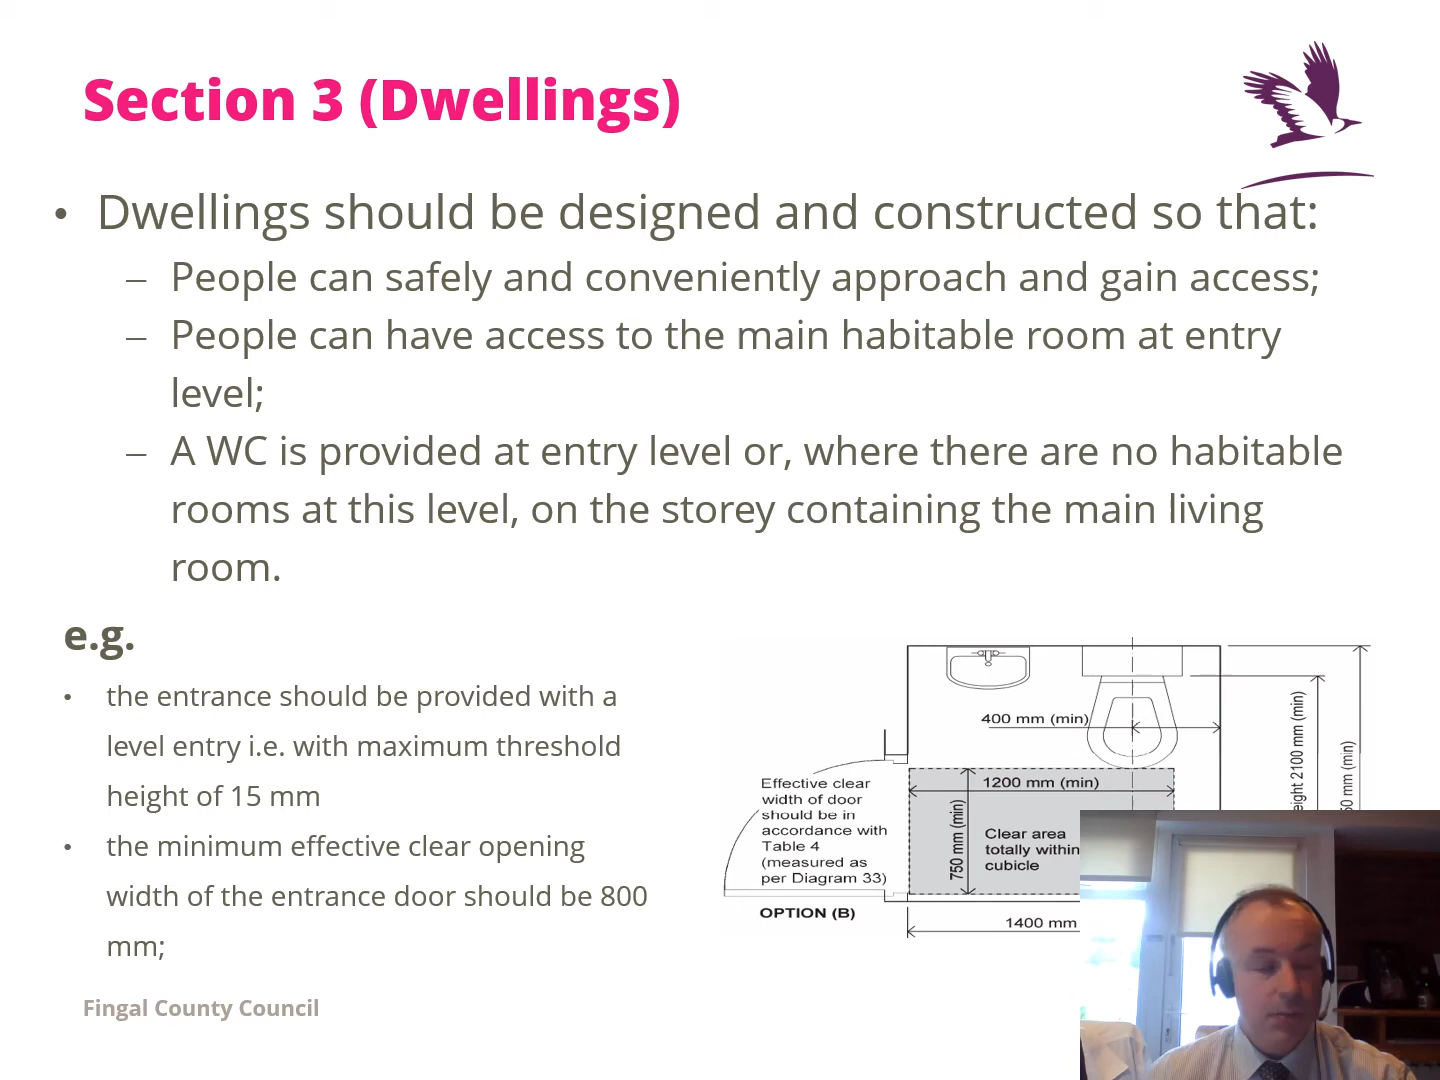 Section 3 (Dwellings)
• Dwellings should be designed and constructed so that:
– People can safely and conveniently approach and gain access;
– People can have access to the main habitable room at entry
level;
– A WC is provided at entry level or, where there are no habitable
rooms at this level, on the storey containing the main living
room.
e.g.
• the entrance should be provided with a
level entry i.e. with maximum threshold
height of 15 mm
• the minimum effective clear opening
width of the entrance door should be 800
mm;
400 mm (min)
1200 mm (min)
750 mm (min)
Effective clear
width of door
should be in
accordance with
Table 4
(measured as
per Diagram 33)
Clear area
totally within
cubicle
2100 mm (min)
mm (min)
OPTION (B)
1400 mm
Fingal County Council